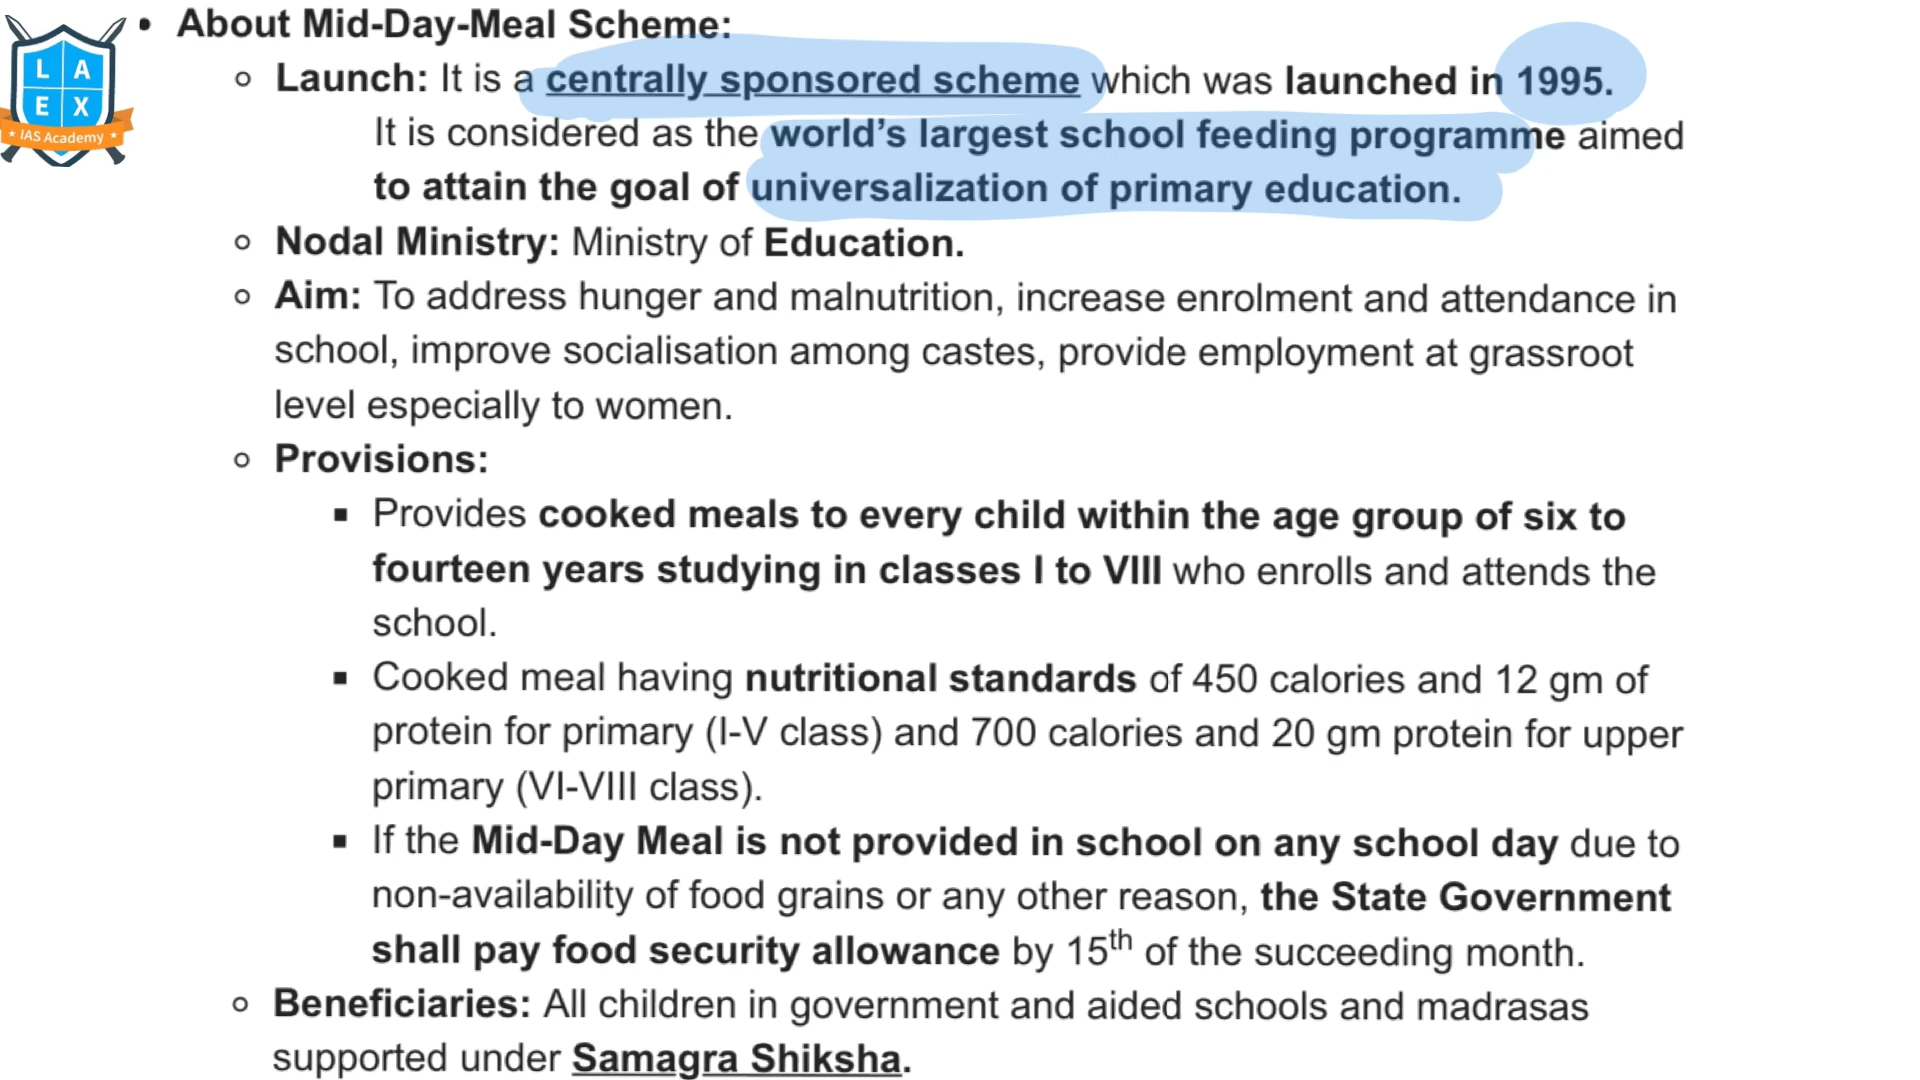 L A
E X
★ IAS Academy ★
• About Mid-Day-Meal Scheme:
○ Launch: It is a centrally sponsored scheme which was launched in 1995.
It is considered as the world’s largest school feeding programme aimed
to attain the goal of universalization of primary education.
○ Nodal Ministry: Ministry of Education.
○ Aim: To address hunger and malnutrition, increase enrolment and attendance in
school, improve socialisation among castes, provide employment at grassroot
level especially to women.
○ Provisions:
▪ Provides cooked meals to every child within the age group of six to
fourteen years studying in classes I to VIII who enrolls and attends the
school.
▪ Cooked meal having nutritional standards of 450 calories and 12 gm of
protein for primary (I-V class) and 700 calories and 20 gm protein for upper
primary (VI-VIII class).
▪ If the Mid-Day Meal is not provided in school on any school day due to
non-availability of food grains or any other reason, the State Government
shall pay food security allowance by 15th of the succeeding month.
○ Beneficiaries: All children in government and aided schools and madrasas
supported under Samagra Shiksha.